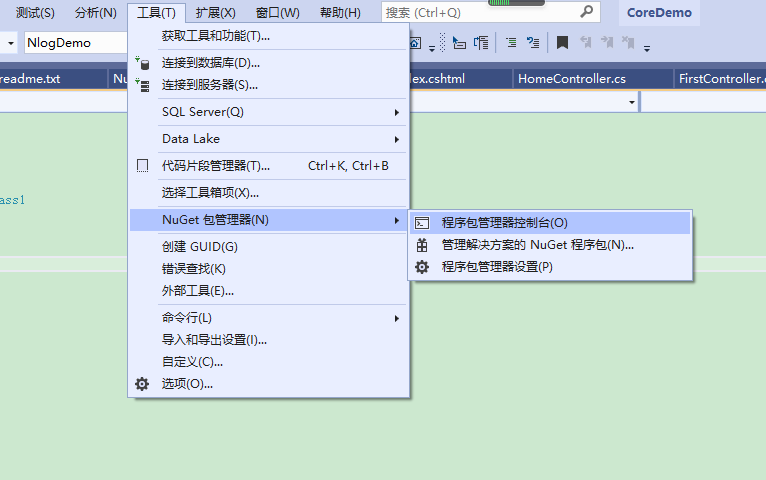 测试(S) 分析(N) 工具(T) 扩展(X) 窗口(W) 帮助(H) 搜索 (Ctrl+Q) CoreDemo
NlogDemo
readme.txt Nu dex.cshtml HomeController.cs FirstController.c
获取工具和功能(T)...
连接到数据库(D)...
连接到服务器(S)...
SQL Server(Q)
Data Lake
代码片段管理器(T)... Ctrl+K, Ctrl+B
选择工具箱项(X)...
ass1
NuGet 包管理器(N)
程序包管理器控制台(O)
管理解决方案的 NuGet 程序包(N)...
程序包管理器设置(P)
创建 GUID(G)
错误查找(K)
外部工具(E)...
命令行(L)
导入和导出设置(I)...
自定义(C)...
选项(O)...